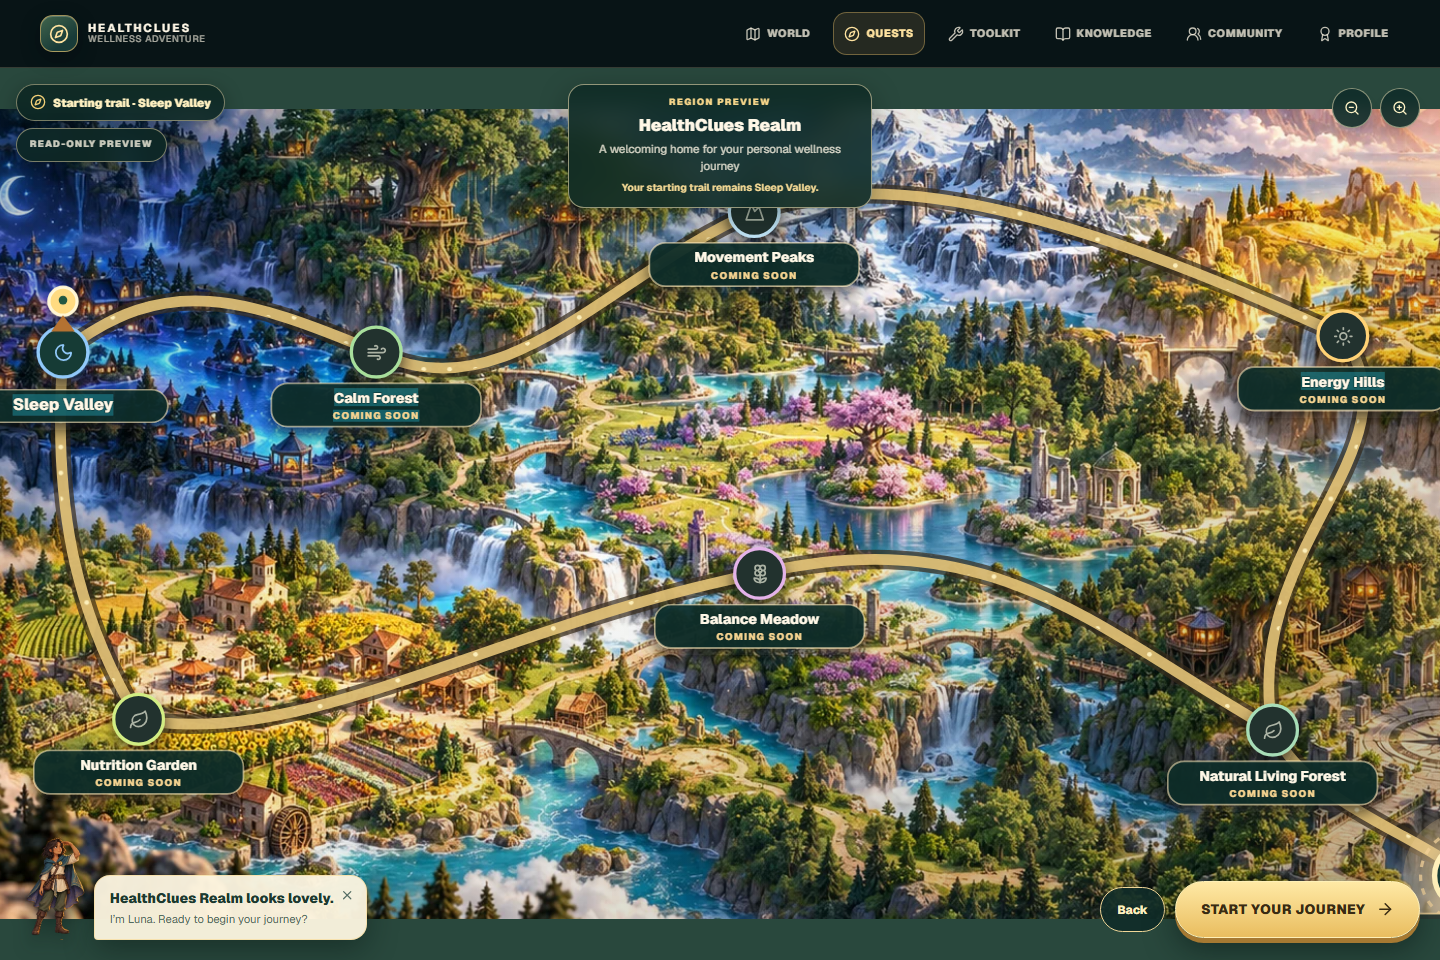 HEALTHCLUES
WELLNESS ADVENTURE
WORLD
QUESTS
TOOLKIT
KNOWLEDGE
COMMUNITY
PROFILE
Starting trail · Sleep Valley
READ-ONLY PREVIEW
REGION PREVIEW
HealthClues Realm
A welcoming home for your personal wellness
journey
Your starting trail remains Sleep Valley.
Movement Peaks
COMING SOON
Sleep Valley
Calm Forest
COMING SOON
Energy Hills
COMING SOON
Balance Meadow
COMING SOON
Nutrition Garden
COMING SOON
Natural Living Forest
COMING SOON
HealthClues Realm looks lovely.
I'm Luna. Ready to begin your journey?
Back
START YOUR JOURNEY